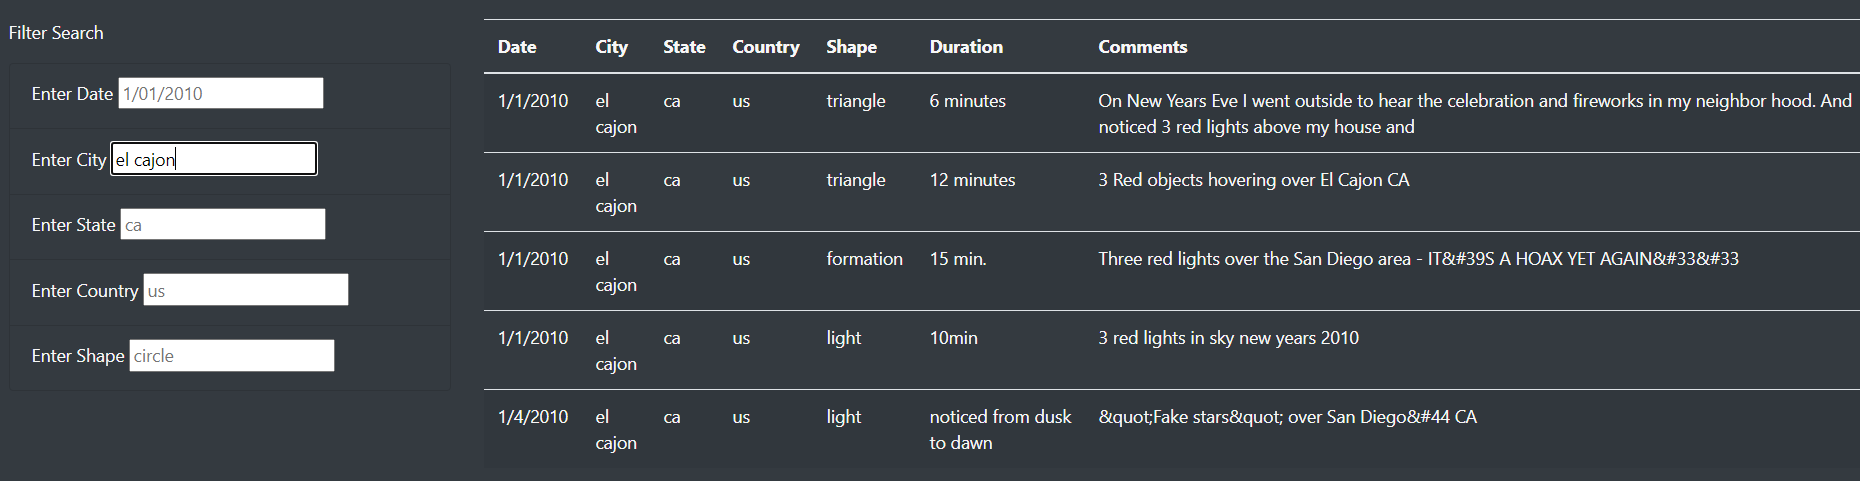 Filter Search
Enter Date 1/01/2010
Enter City el cajon
Enter State ca
Enter Country us
Enter Shape circle
Date City State Country Shape Duration Comments
1/1/2010 el ca us triangle 6 minutes On New Years Eve I went outside to hear the celebration and fireworks in my neighbor hood. And
cajon noticed 3 red lights above my house and
1/1/2010 el ca us triangle 12 minutes 3 Red objects hovering over El Cajon CA
cajon
1/1/2010 el ca us formation 15 min. Three red lights over the San Diego area - IT&#39S A HOAX YET AGAIN&#33&#33
cajon
1/1/2010 el ca us light 10min 3 red lights in sky new years 2010
cajon
1/4/2010 el ca us light noticed from dusk &quot;Fake stars&quot; over San Diego&#44 CA
cajon to dawn